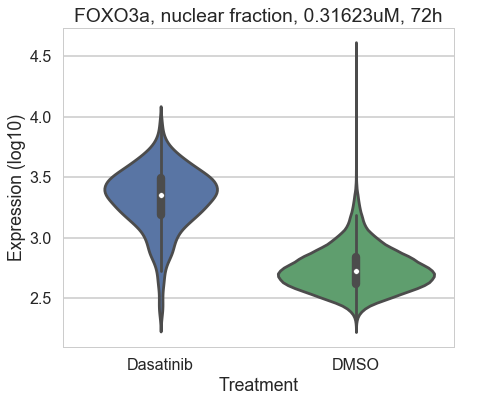 FOXO3a, nuclear fraction, 0.31623uM, 72h
4.5
4.0
3.5
3.0
2.5
Expression (log10)
Dasatinib
DMSO
Treatment